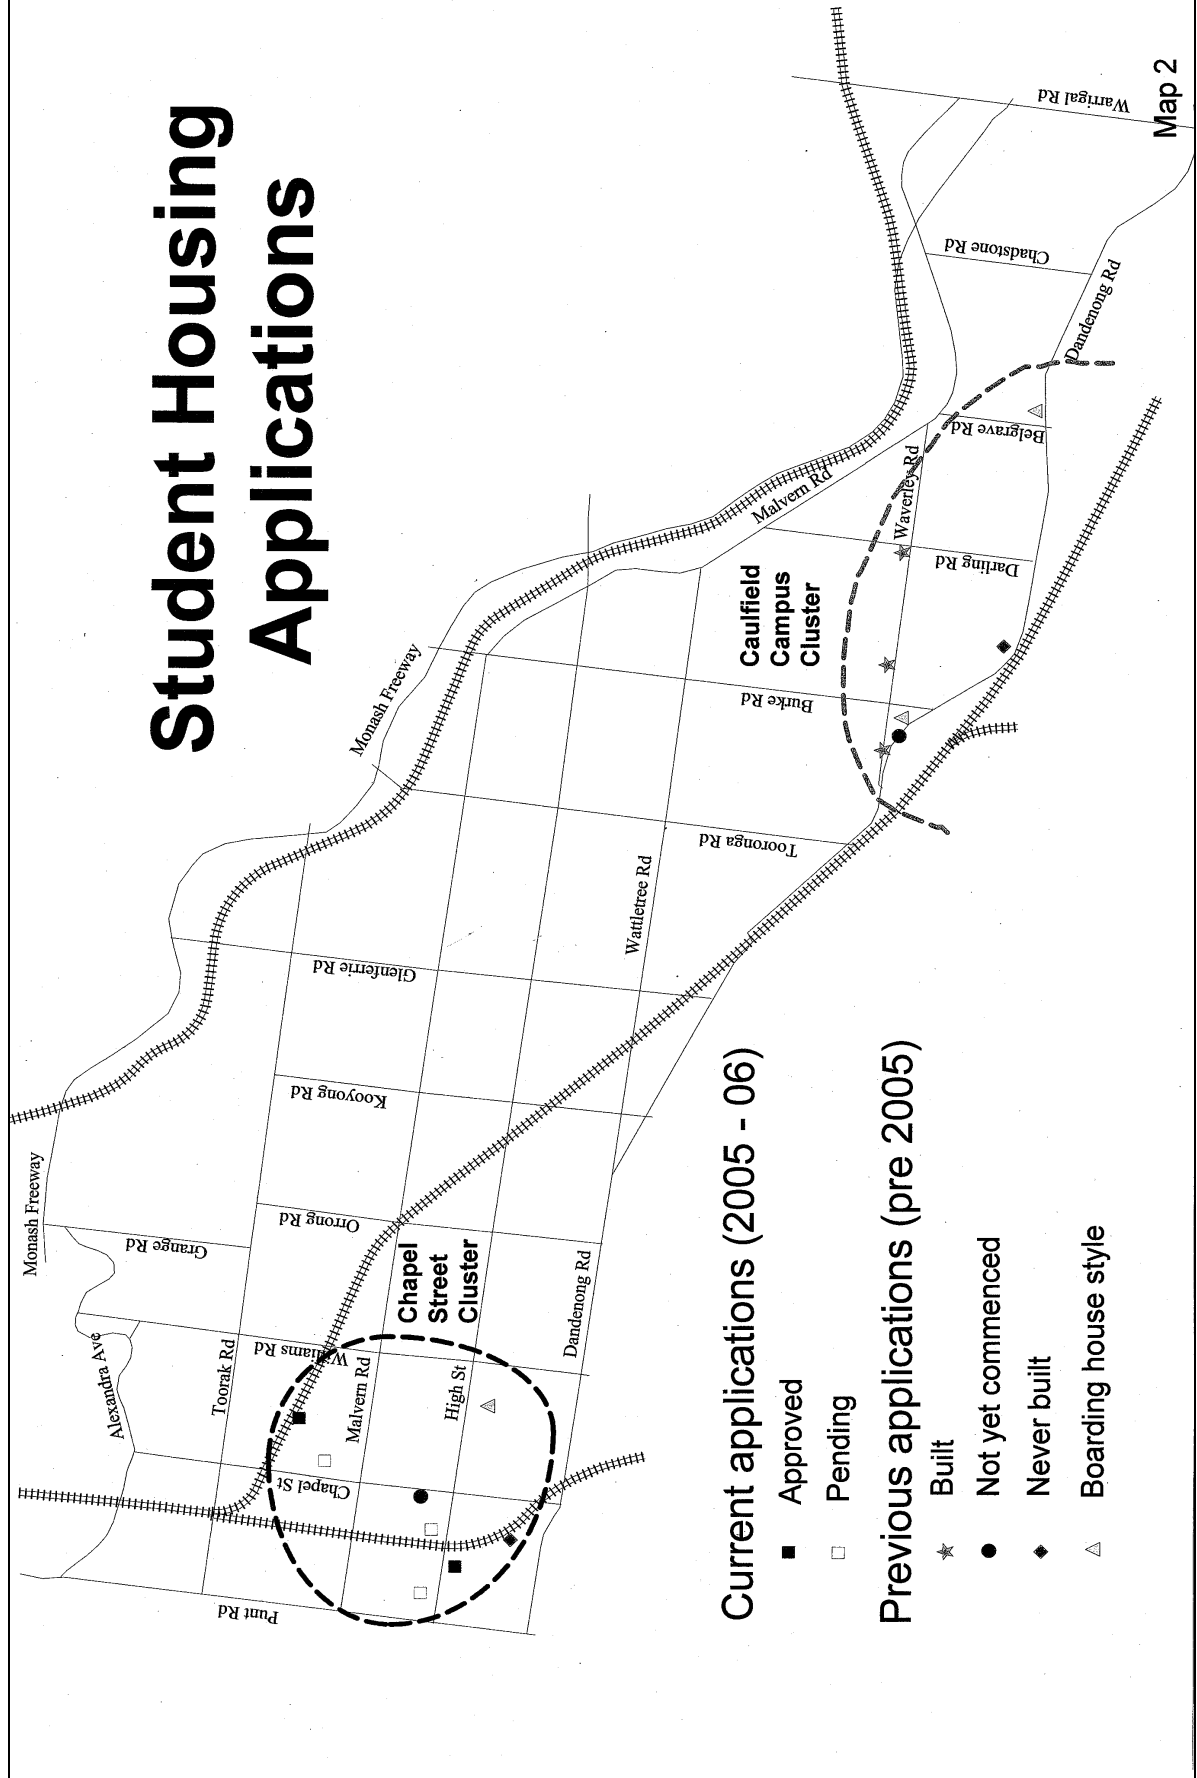 Student Housing
Applications
Monash Freeway
Alexandra Ave
Grange Rd
Toorak Rd
Williams Rd
Orrong Rd
Kooyong Rd
Glenferrie Rd
Monash Freeway
Punt Rd
Chapel St
Malvern Rd
High St
Dandenong Rd
Chapel
Street
Cluster
Wattletree Rd
Tooronga Rd
Burke Rd
Caulfield
Campus
Cluster
Malvern Rd
Waverley Rd
Darling Rd
Belgrave Rd
Chadstone Rd
Dandenong Rd
Warrigal Rd
Current applications (2005 - 06)
Approved
Pending
Previous applications (pre 2005)
Built
Not yet commenced
Never built
Boarding house style
Map 2